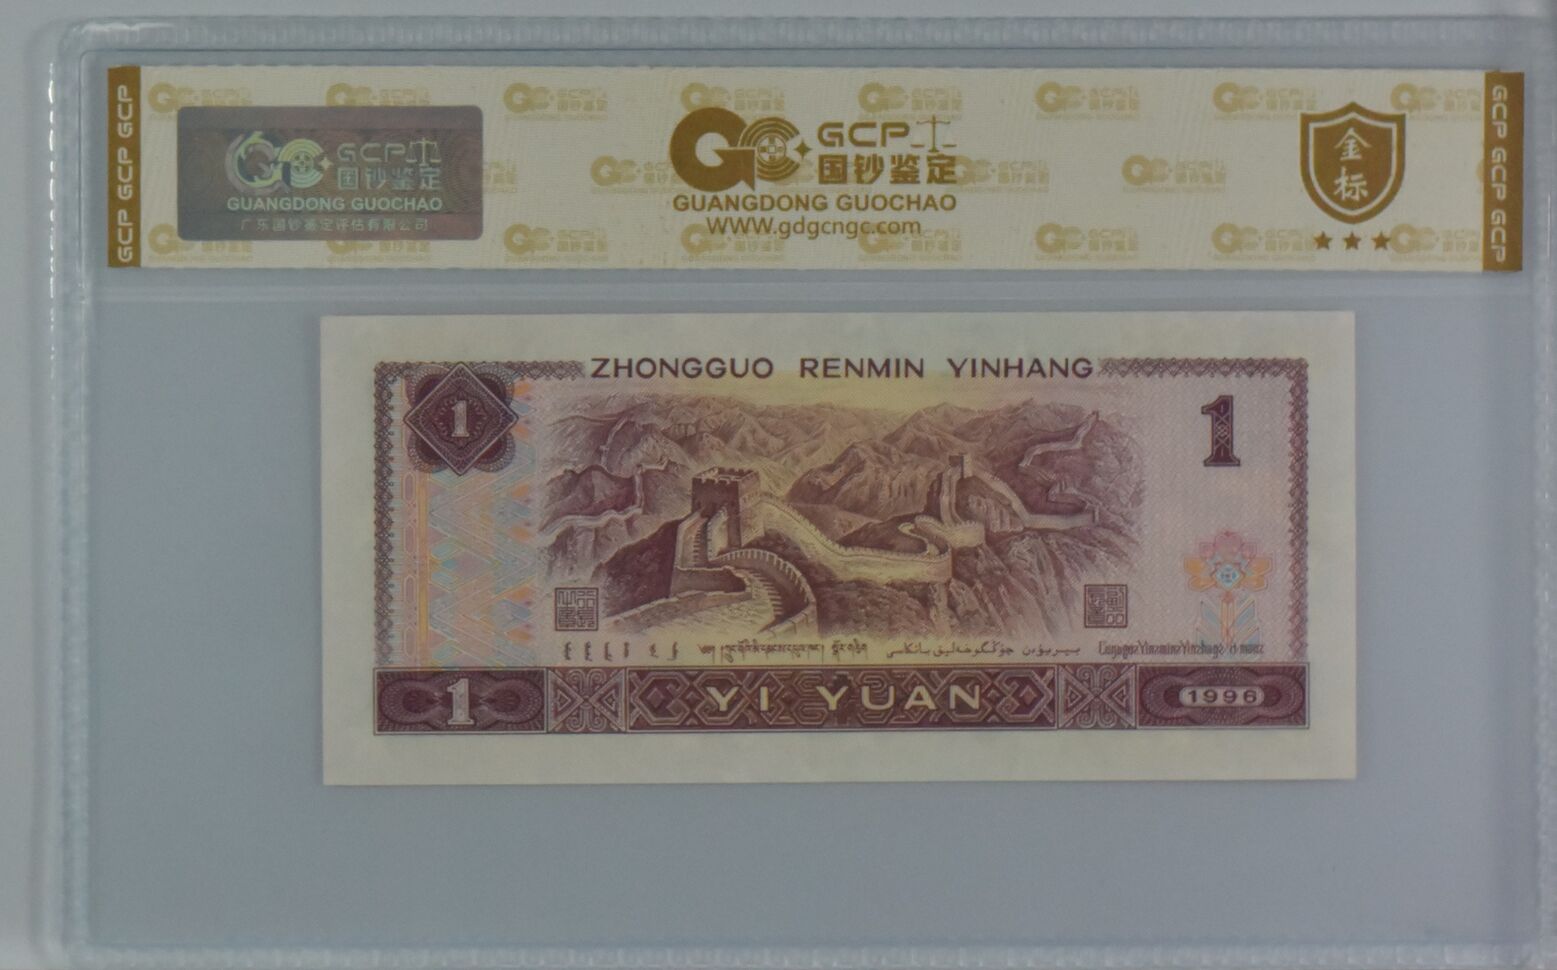 GCP GCP GCP
GCP
国钞鉴定
GUANGDONG GUOCHAO
广东国钞鉴定评估有限公司
GCP
国钞鉴定
GUANGDONG GUOCHAO
WWW.gdgcngc.com
金标
GCP GCP GCP
ZHONGGUO RENMIN YINHANG
1
1
1
YI YUAN
1996